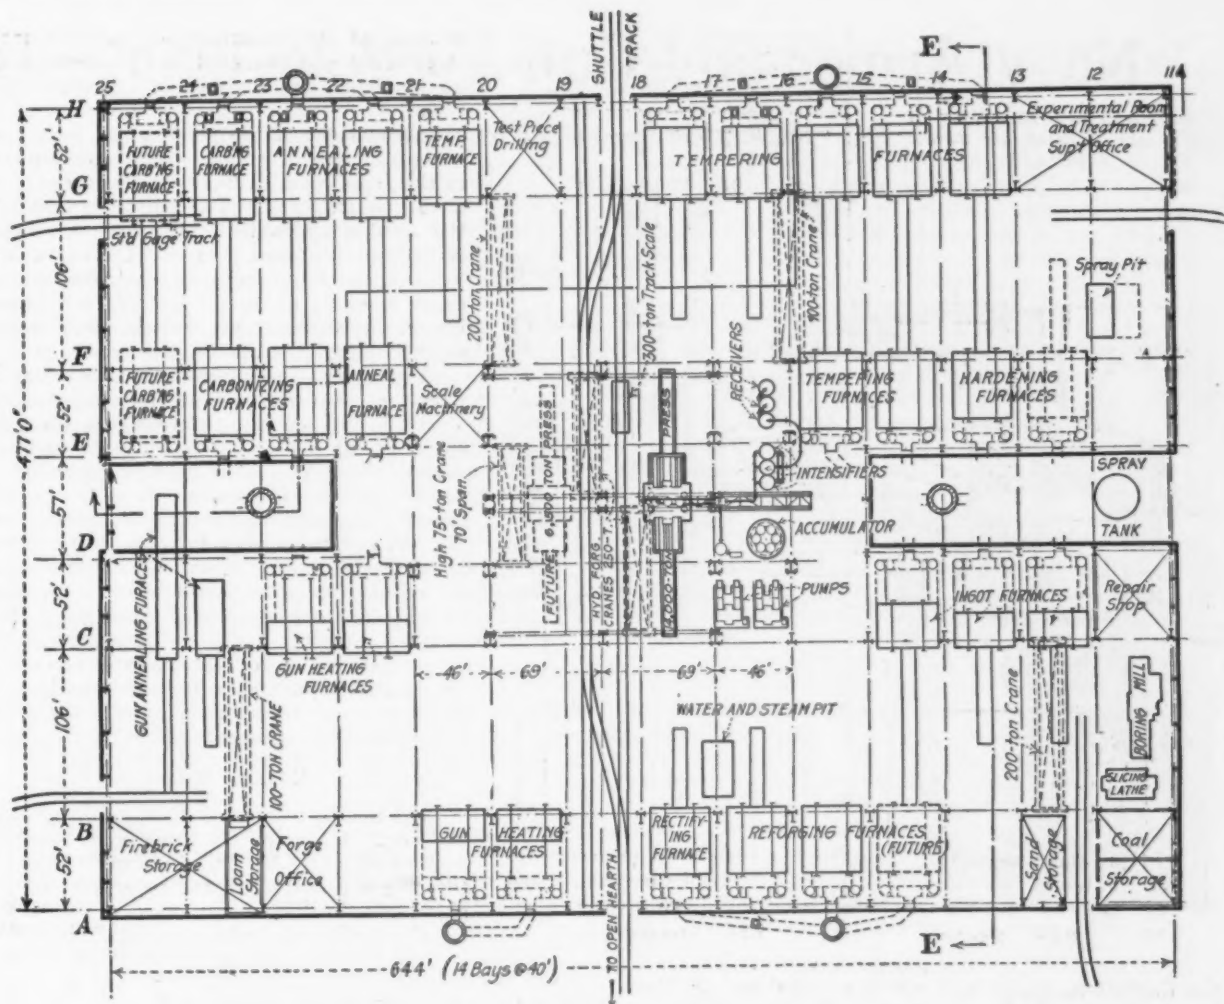 SHUTTLE
TRACK
E
25
24
23
22
21
20
19
18
17
16
15
14
13
12
11
H
G
F
E
D
C
B
A
52'
106'
52'
57'
52'
106'
52'
477'0"
FUTURE
CARB'NG
FURNACE
CARB'NG
FURNACE
ANNEALING
FURNACES
TEMP.
FURNACE
Test Piece
Drilling
TEMPERING
FURNACES
Experimental Room
and Treatment
Sup't Office
Std Gage Track
200-ton Crane
300-ton Track Scale
100-ton Crane
Spray Pit
FUTURE
CARB'NG
FURNACE
CARBONIZING
FURNACES
ANNEAL
FURNACE
Scale
Machinery
RECEIVERS
TEMPERING
FURNACES
HARDENING
FURNACES
High 75-ton Crane
70' Span
FUTURE 6,000 TON PRESS
HYD. FORG.
CRANES 250-T.
PRESS
14,000-TON
INTENSIFIERS
ACCUMULATOR
PUMPS
SPRAY
TANK
GUN ANNEALING FURACES
GUN HEATING
FURNACES
INGOT FURNACES
Repair
Shop
46'
69'
69'
46'
WATER AND STEAM PIT
100-TON CRANE
200-ton Crane
BORING MILL
SLICING
LATHE
Firebrick
Storage
Loam
Storage
Forge
Office
GUN HEATING
FURNACES
RECTIFY-
ING
FURNACE
REFORGING FURNACES
(FUTURE)
Sand
Storage
Coal
Storage
TO OPEN HEARTH
E
644' (14 Bays @ 40')